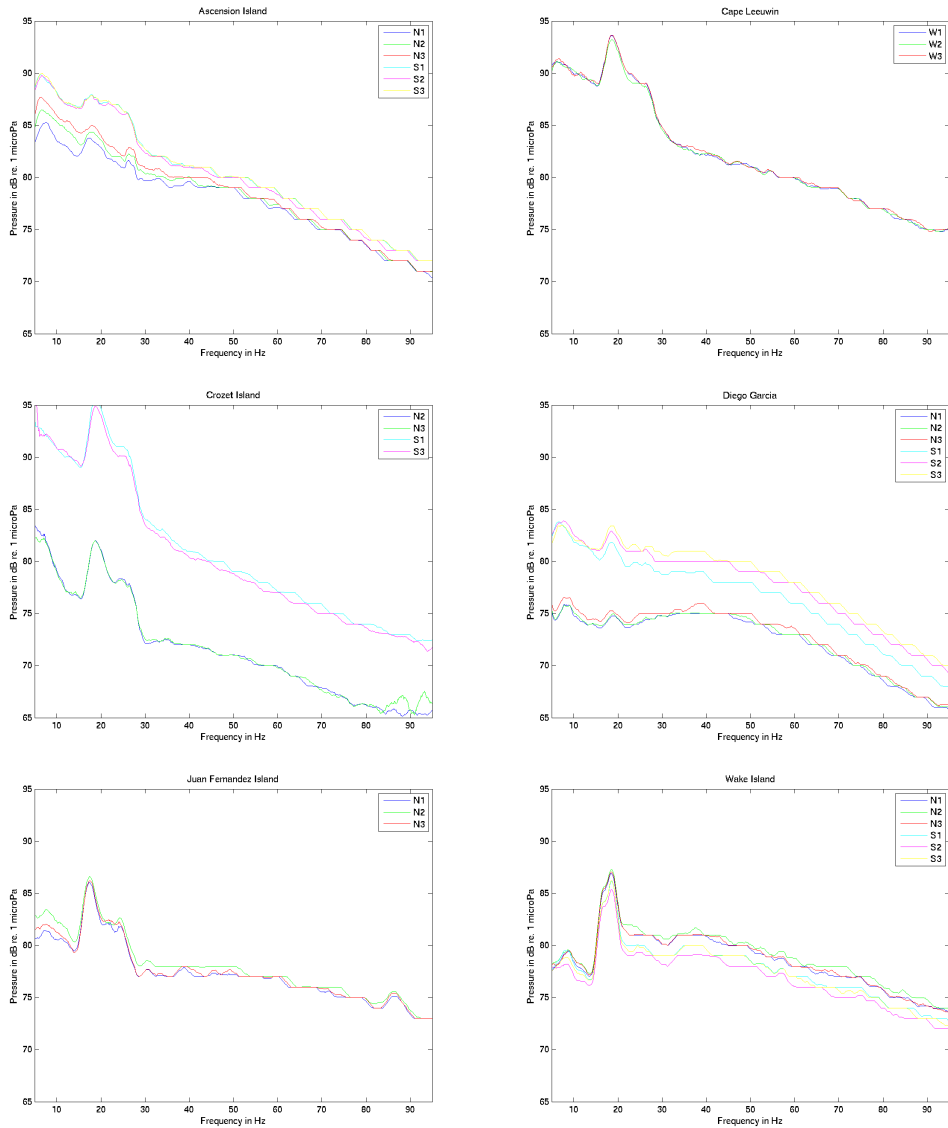 Ascension Island
95
90
85
80
75
70
65
Pressure in dB re. 1 microPa
10 20 30 40 50 60 70 80 90
Frequency in Hz
N1
N2
N3
S1
S2
S3
Cape Leeuwin
95
90
85
80
75
70
65
Pressure in dB re. 1 microPa
10 20 30 40 50 60 70 80 90
Frequency in Hz
W1
W2
W3
Crozet Island
95
90
85
80
75
70
65
Pressure in dB re. 1 microPa
10 20 30 40 50 60 70 80 90
Frequency in Hz
N2
N3
S1
S3
Diego Garcia
95
90
85
80
75
70
65
Pressure in dB re. 1 microPa
10 20 30 40 50 60 70 80 90
Frequency in Hz
N1
N2
N3
S1
S2
S3
Juan Fernandez Island
95
90
85
80
75
70
65
Pressure in dB re. 1 microPa
10 20 30 40 50 60 70 80 90
Frequency in Hz
N1
N2
N3
Wake Island
95
90
85
80
75
70
65
Pressure in dB re. 1 microPa
10 20 30 40 50 60 70 80 90
Frequency in Hz
N1
N2
N3
S1
S2
S3